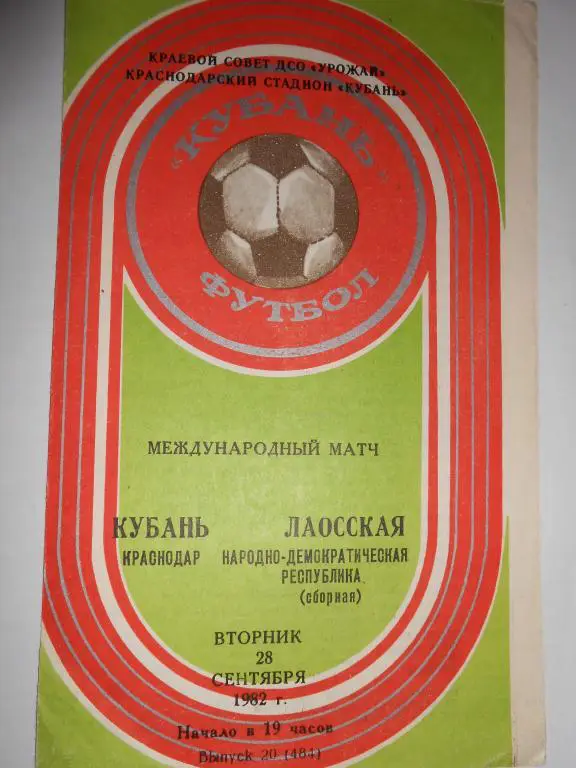 КРАЕВОЙ СОВЕТ ДСО «УРОЖАЙ»
КРАСНОДАРСКИЙ СТАДИОН «КУБАНЬ»
«КУБАНЬ»
ФУТБОЛ
МЕЖДУНАРОДНЫЙ МАТЧ
КУБАНЬ ЛАОССКАЯ
КРАСНОДАР НАРОДНО-ДЕМОКРАТИЧЕСКАЯ
РЕСПУБЛИКА
(сборная)
ВТОРНИК
28
СЕНТЯБРЯ
1982 г.
Начало в 19 часов
Выпуск 20 (484)